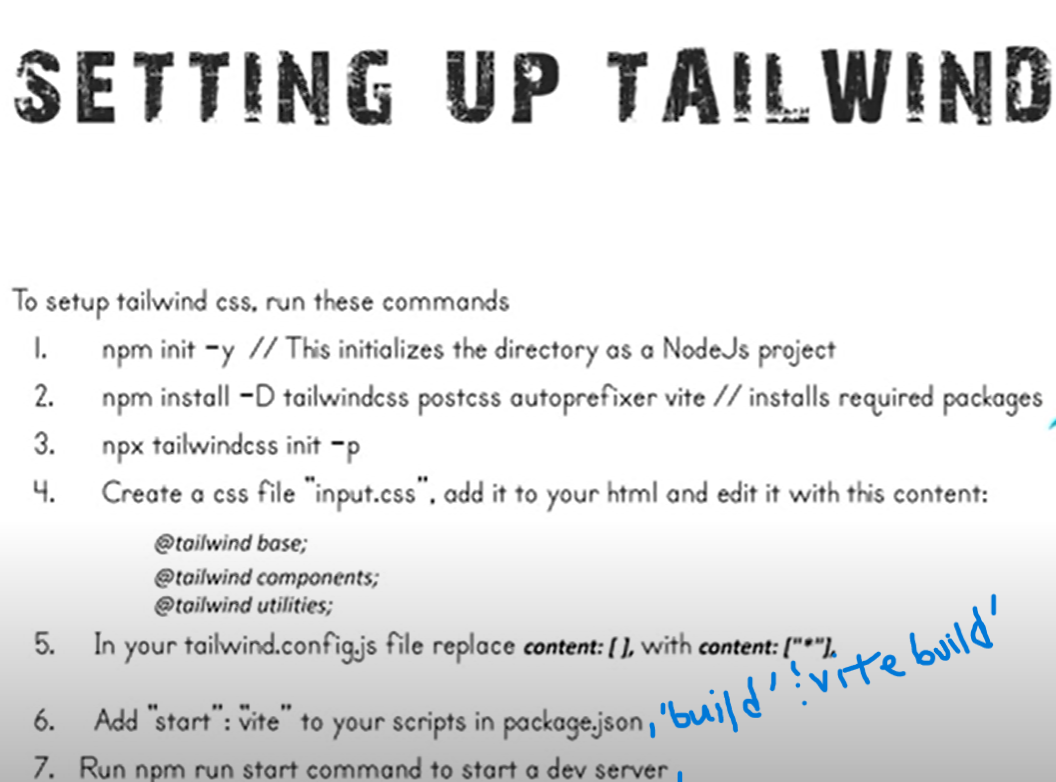 SETTING UP TAILWIND
To setup tailwind css, run these commands
1. npm init -y // This initializes the directory as a NodeJs project
2. npm install -D tailwindcss postcss autoprefixer vite // installs required packages
3. npx tailwindcss init -p
4. Create a css file "input.css", add it to your html and edit it with this content:
@tailwind base;
@tailwind components;
@tailwind utilities;
5. In your tailwind.config.js file replace content: [ ], with content: ["*"],
6. Add "start": "vite" to your scripts in package.json, 'build' : vite build'
7. Run npm run start command to start a dev server